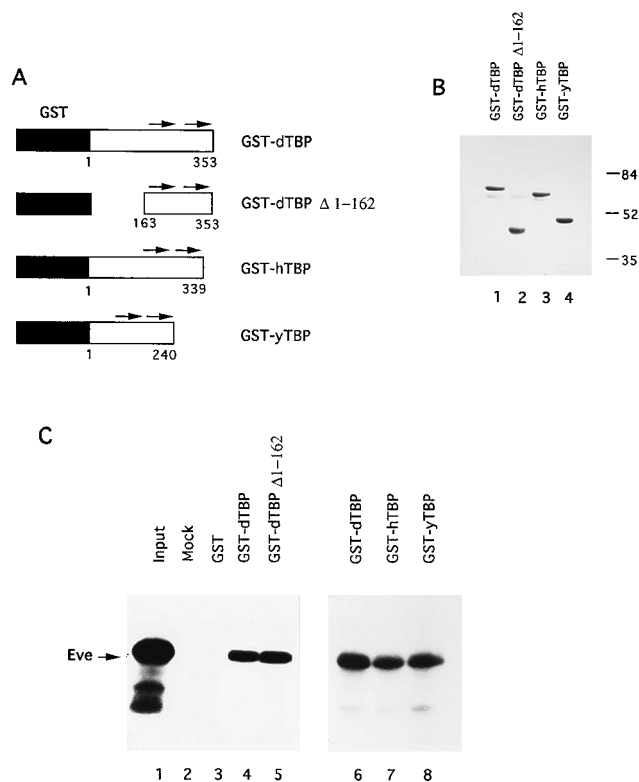 A
GST
1 353
GST-dTBP
163 353
GST-dTBP Δ 1-162
1 339
GST-hTBP
1 240
GST-yTBP
B
GST-dTBP
GST-dTBP Δ1-162
GST-hTBP
GST-yTBP
84
52
35
1 2 3 4
C
Input
Mock
GST
GST-dTBP
GST-dTBP Δ1-162
GST-dTBP
GST-hTBP
GST-yTBP
Eve
1 2 3 4 5 6 7 8